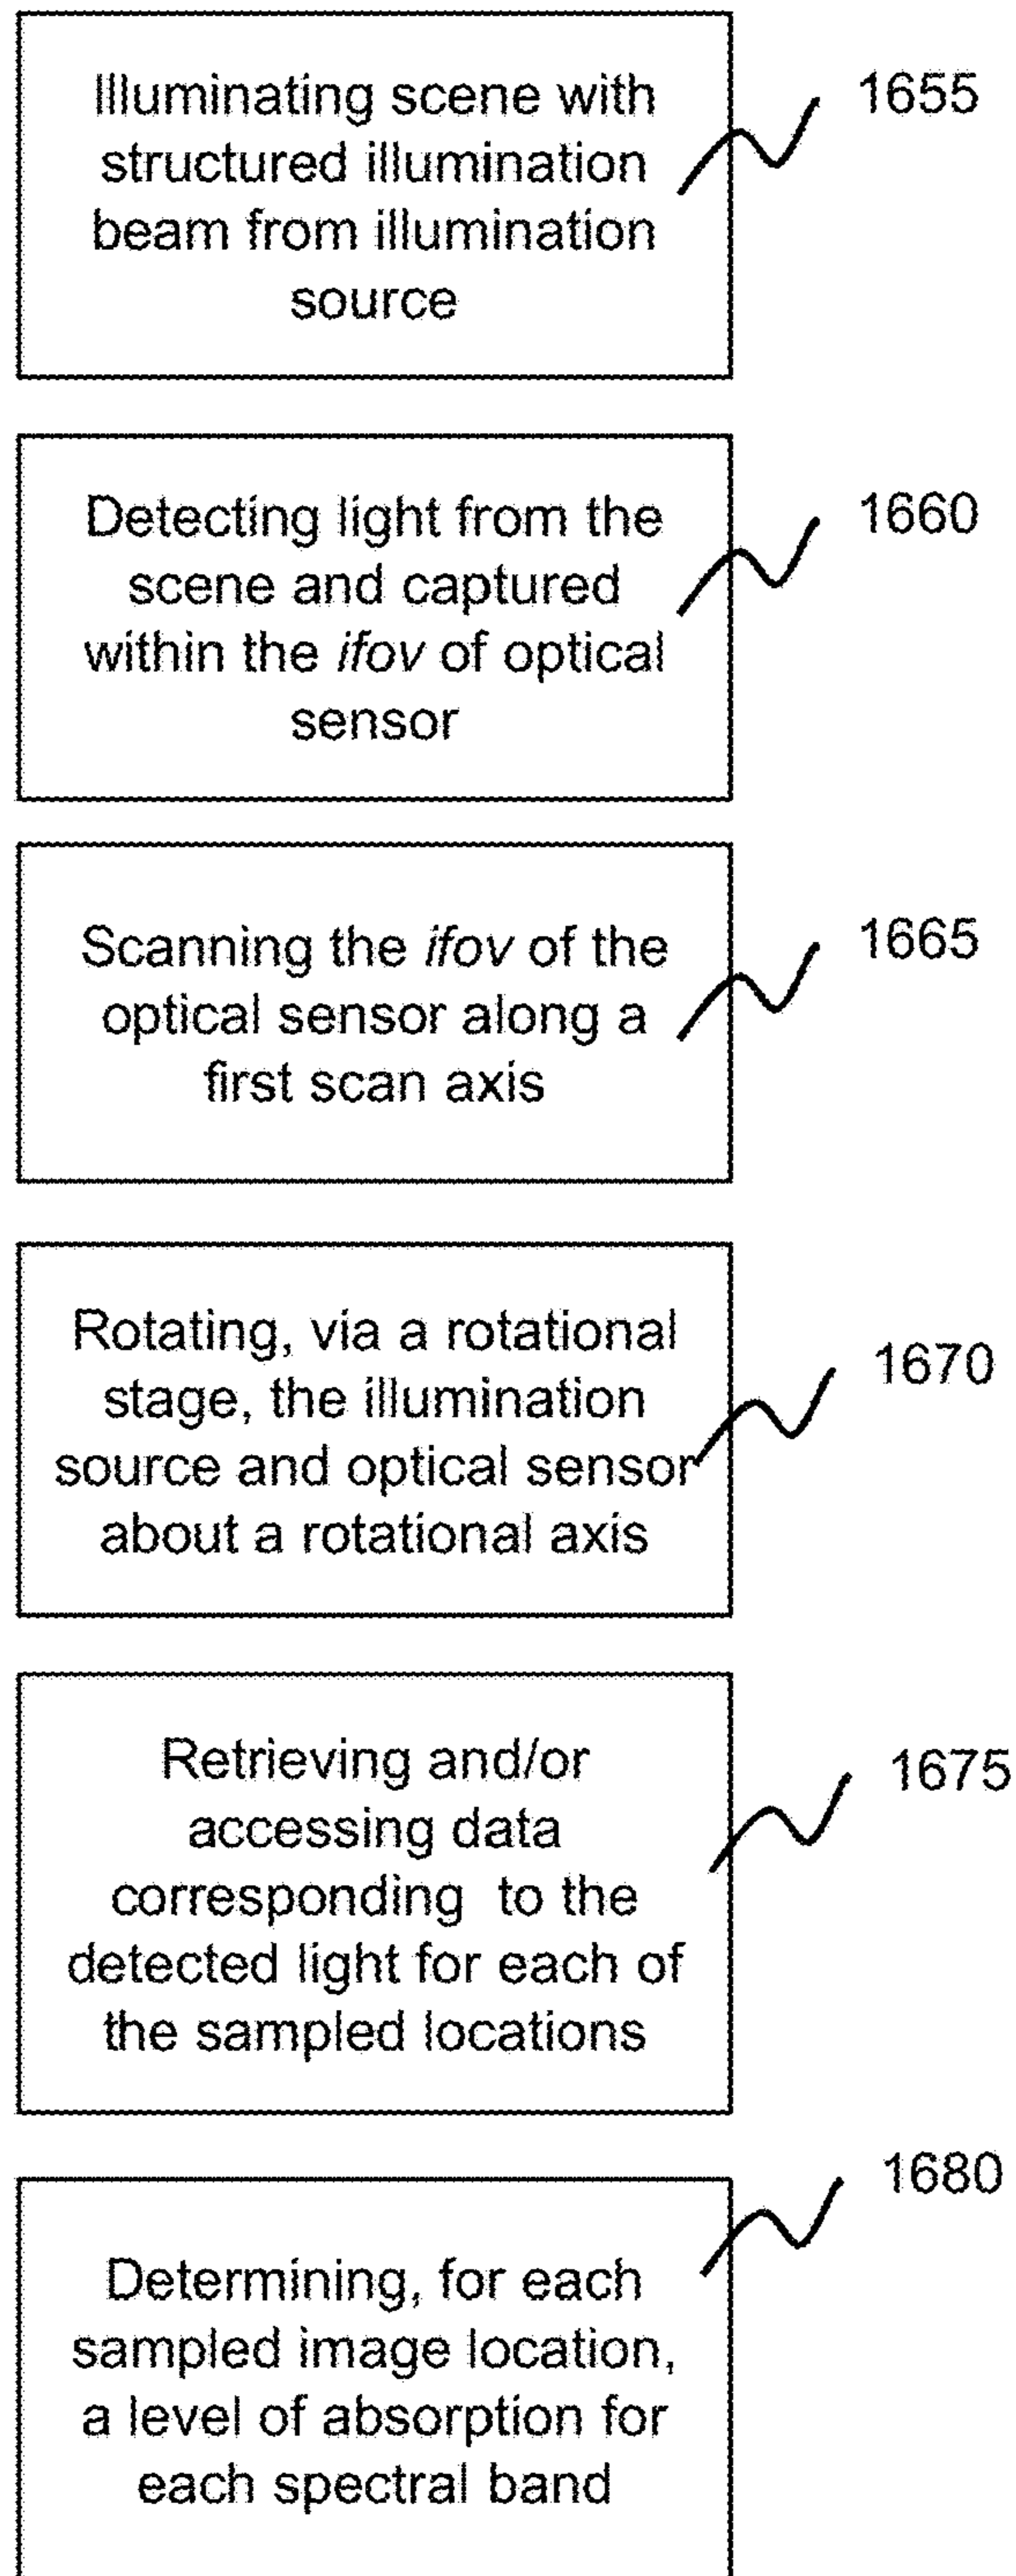 Illuminating scene with
structured illumination
beam from illumination
source
1655
Detecting light from the
scene and captured
within the ifov of optical
sensor
1660
Scanning the ifov of the
optical sensor along a
first scan axis
1665
Rotating, via a rotational
stage, the illumination
source and optical sensor
about a rotational axis
1670
Retrieving and/or
accessing data
corresponding to the
detected light for each of
the sampled locations
1675
Determining, for each
sampled image location,
a level of absorption for
each spectral band
1680